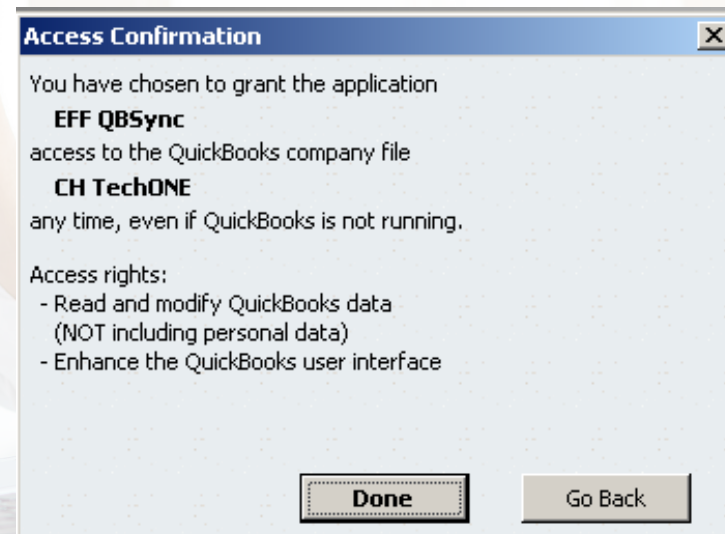 Access Confirmation
You have chosen to grant the application
EFF QBSync
access to the QuickBooks company file
CH TechONE
any time, even if QuickBooks is not running.
Access rights:
- Read and modify QuickBooks data
(NOT including personal data)
- Enhance the QuickBooks user interface
Done
Go Back